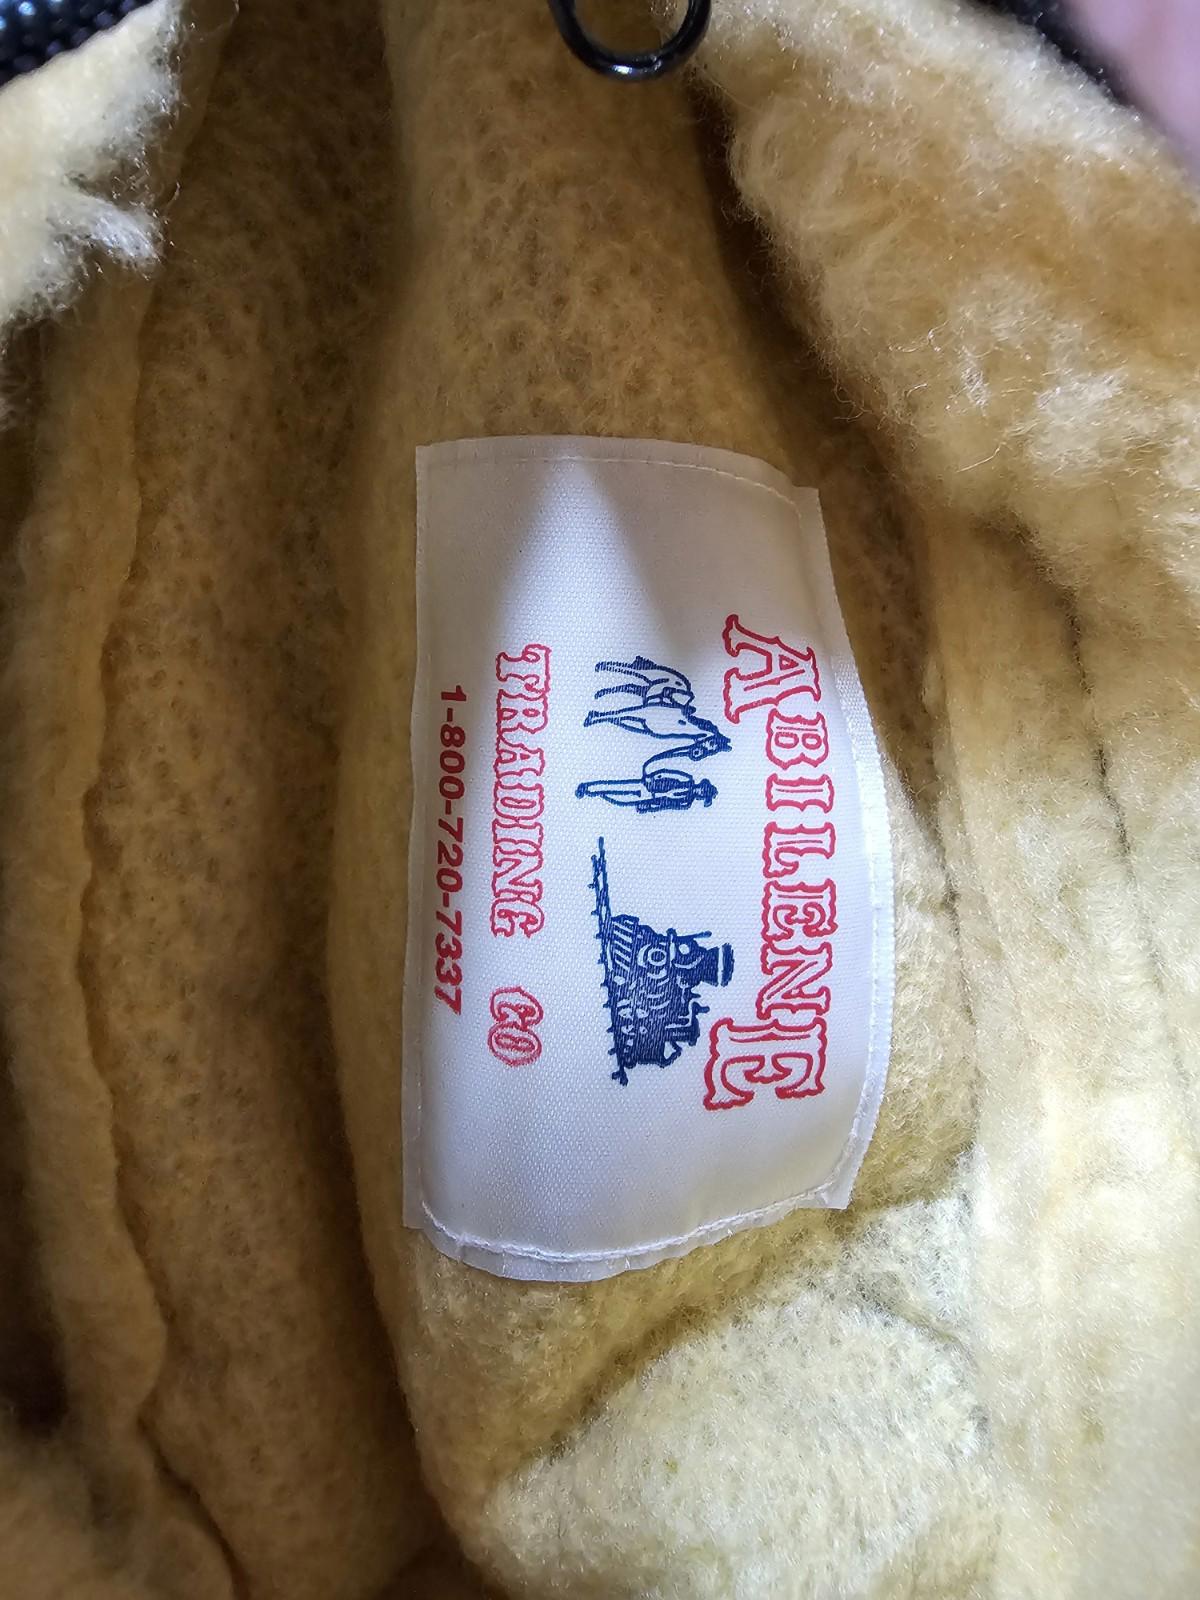 ABILENE
TRADING CO
1-800-720-7337